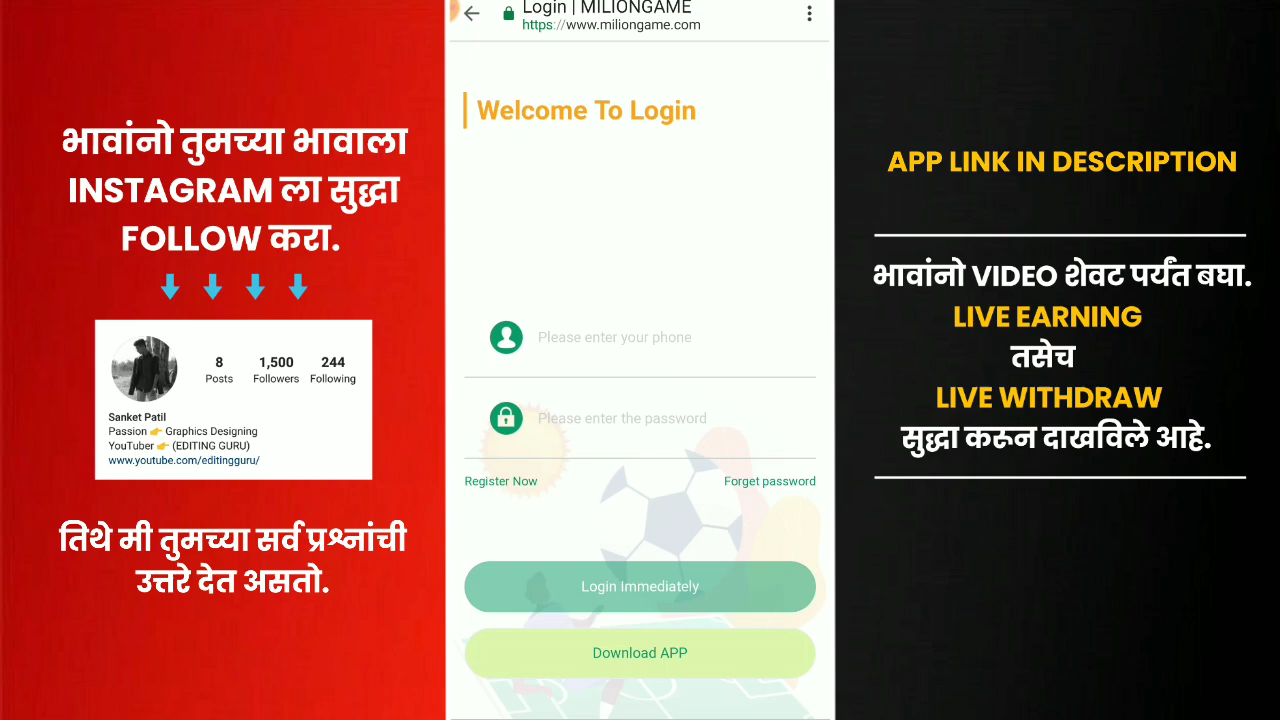 भावांनो तुमच्या भावाला
INSTAGRAM ला सुद्धा
FOLLOW करा.
8 1,500 244
Posts Followers Following
Sanket Patil
Passion 👉 Graphics Designing
YouTuber 👉 (EDITING GURU)
www.youtube.com/editingguru/
तिथे मी तुमच्या सर्व प्रश्नांची
उत्तरे देत असतो.
Login | MILIONGAME
https://www.miliongame.com
Welcome To Login
Please enter your phone
Please enter the password
Register Now Forget password
Login Immediately
Download APP
APP LINK IN DESCRIPTION
भावांनो VIDEO शेवट पर्यंत बघा.
LIVE EARNING
तसेच
LIVE WITHDRAW
सुद्धा करून दाखविले आहे.